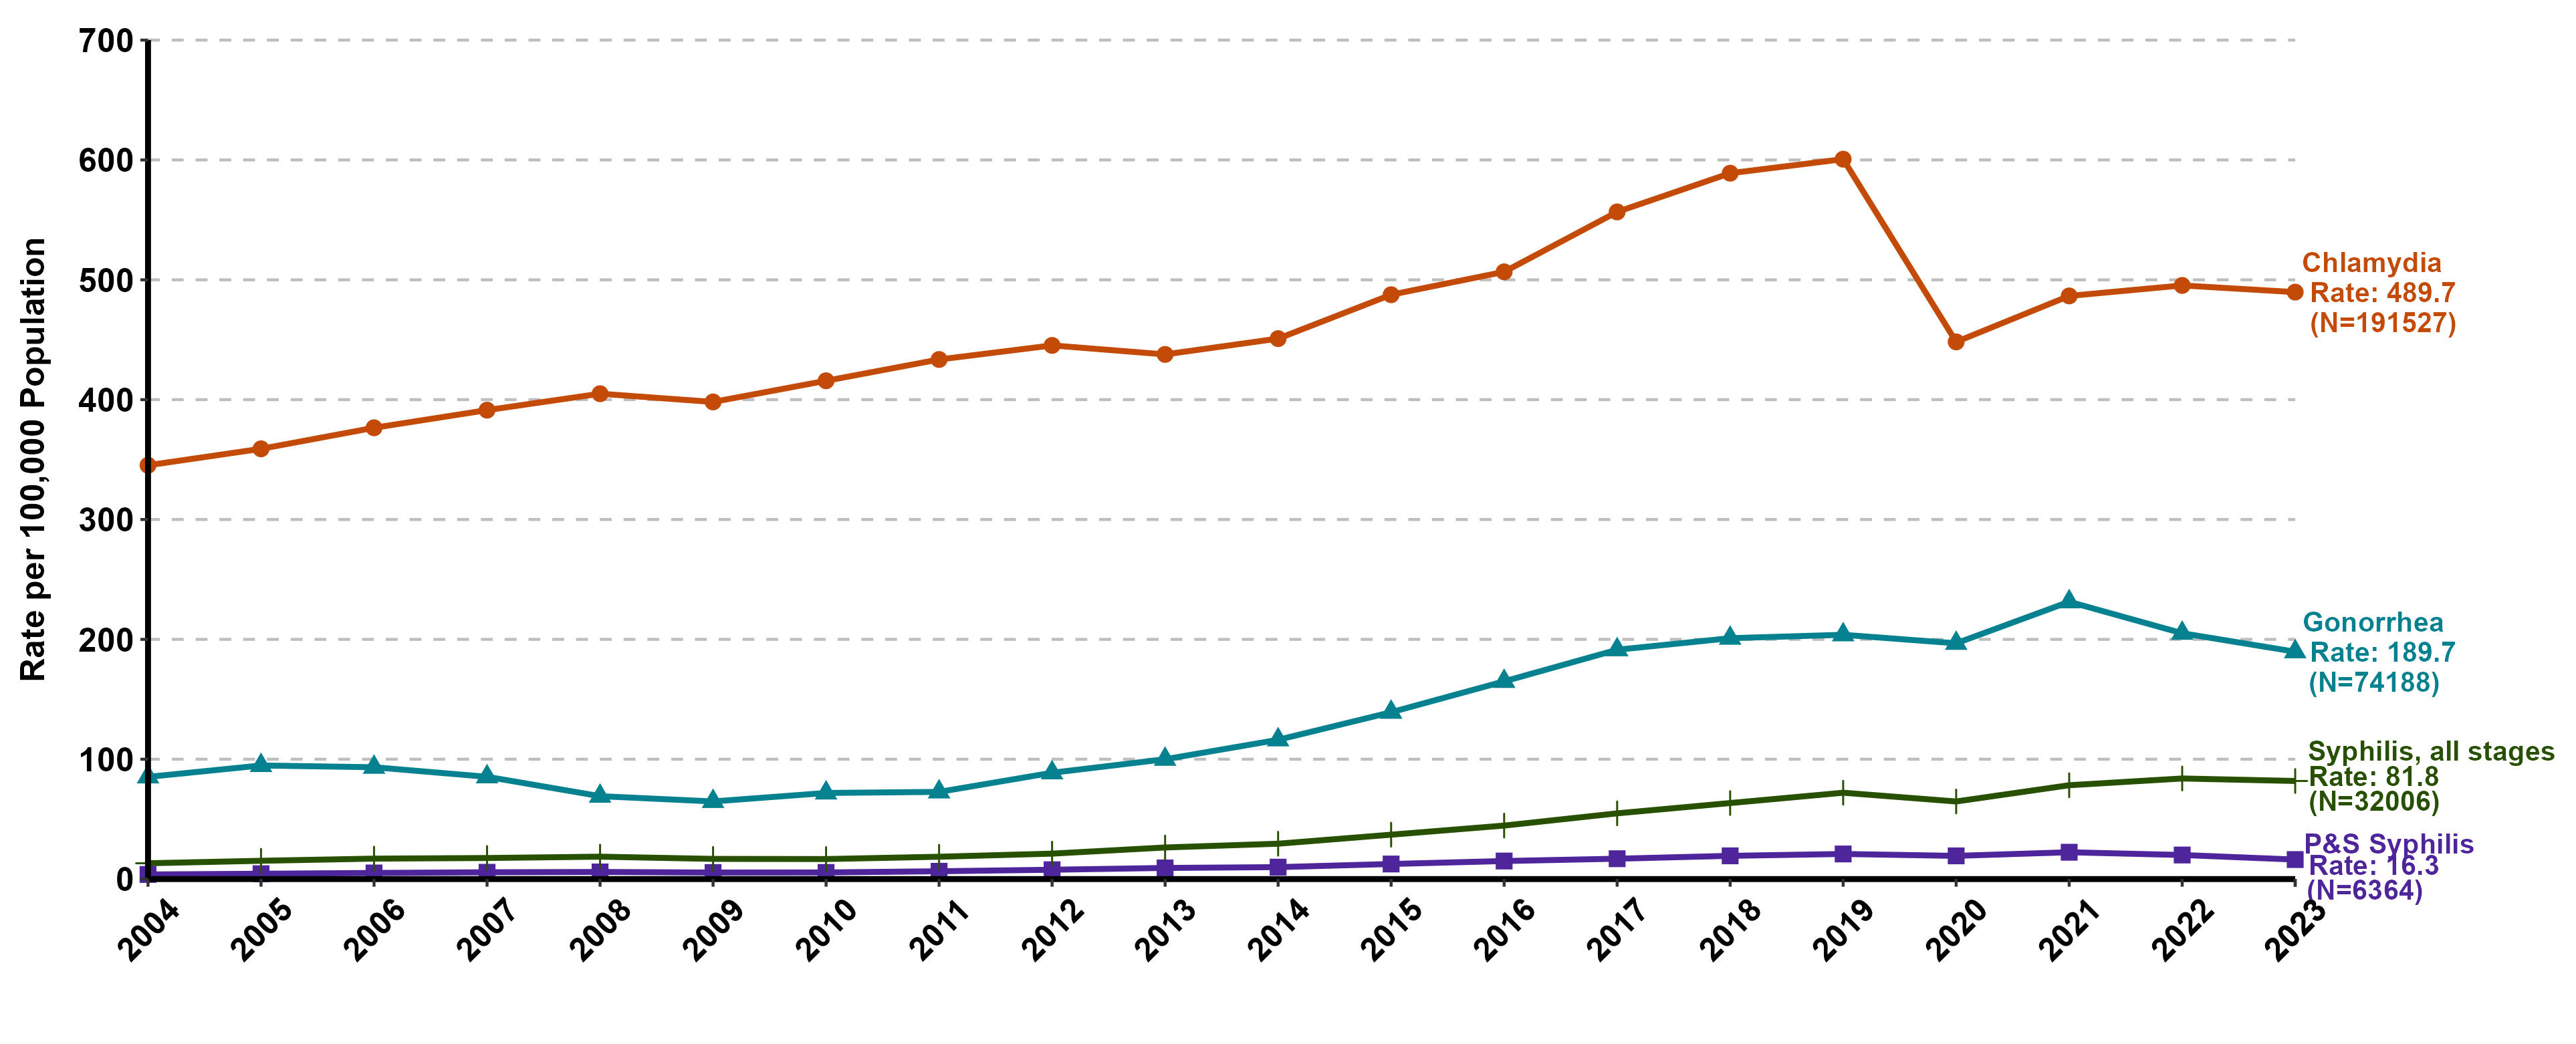 700
600
500
400
300
200
100
0
Rate per 100,000 Population
Chlamydia
Rate: 489.7
(N=191527)
Gonorrhea
Rate: 189.7
(N=74188)
Syphilis, all stages
Rate: 81.8
(N=32006)
P&S Syphilis
Rate: 16.3
(N=6364)
2004 2005 2006 2007 2008 2009 2010 2011 2012 2013 2014 2015 2016 2017 2018 2019 2020 2021 2022 2023